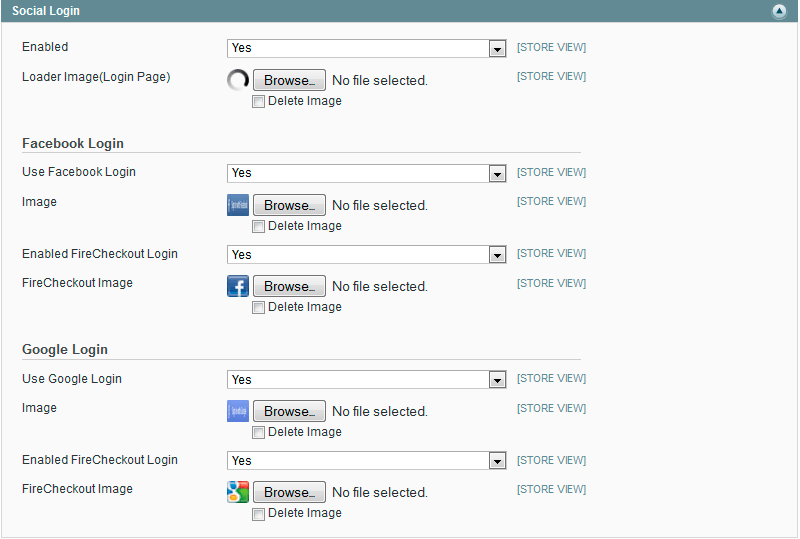 Social Login
Enabled Yes [STORE VIEW]
Loader Image(Login Page) Browse... No file selected. [STORE VIEW]
Delete Image
Facebook Login
Use Facebook Login Yes [STORE VIEW]
Image Browse... No file selected. [STORE VIEW]
Delete Image
Enabled FireCheckout Login Yes [STORE VIEW]
FireCheckout Image Browse... No file selected. [STORE VIEW]
Delete Image
Google Login
Use Google Login Yes [STORE VIEW]
Image Browse... No file selected. [STORE VIEW]
Delete Image
Enabled FireCheckout Login Yes [STORE VIEW]
FireCheckout Image Browse... No file selected. [STORE VIEW]
Delete Image